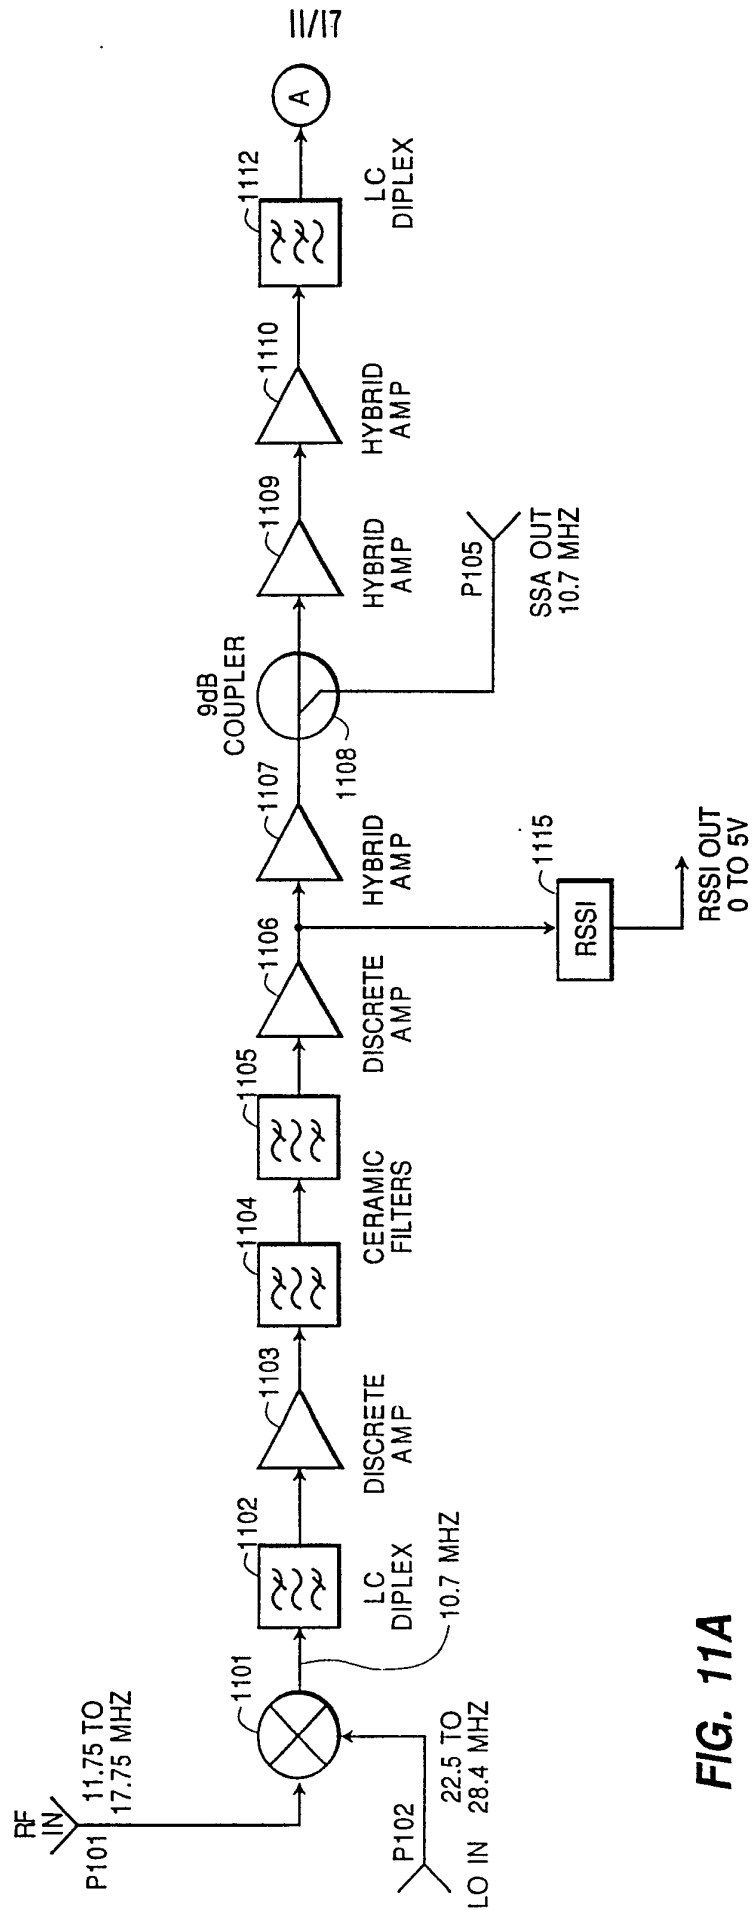 11/17
RF
IN
P101
11.75 TO
17.75 MHZ
1101
P102
LO IN
22.5 TO
28.4 MHZ
10.7 MHZ
1102
LC
DIPLEX
1103
DISCRETE
AMP
1104
1105
CERAMIC
FILTERS
1106
DISCRETE
AMP
1115
RSSI
RSSI OUT
0 TO 5V
1107
HYBRID
AMP
9dB
COUPLER
1108
P105
SSA OUT
10.7 MHZ
1109
HYBRID
AMP
1110
HYBRID
AMP
1112
LC
DIPLEX
A
FIG. 11A